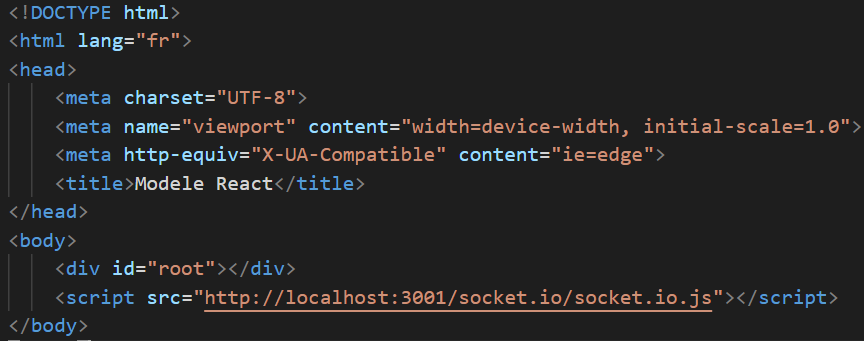 <!DOCTYPE html>
<html lang="fr">
<head>
    <meta charset="UTF-8">
    <meta name="viewport" content="width=device-width, initial-scale=1.0">
    <meta http-equiv="X-UA-Compatible" content="ie=edge">
    <title>Modele React</title>
</head>
<body>
    <div id="root"></div>
    <script src="http://localhost:3001/socket.io/socket.io.js"></script>
</body>